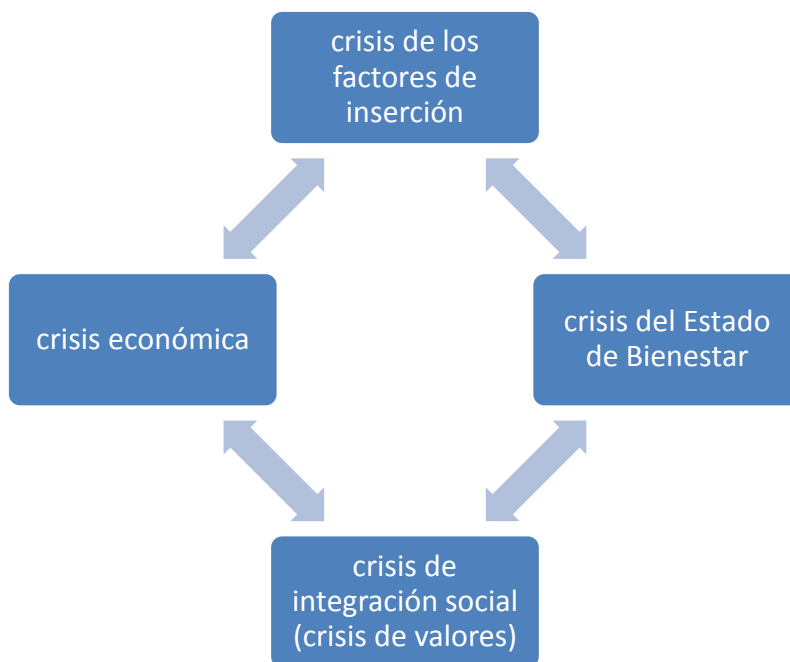 crisis de los
factores de
inserción
crisis económica
crisis del Estado
de Bienestar
crisis de
integración social
(crisis de valores)